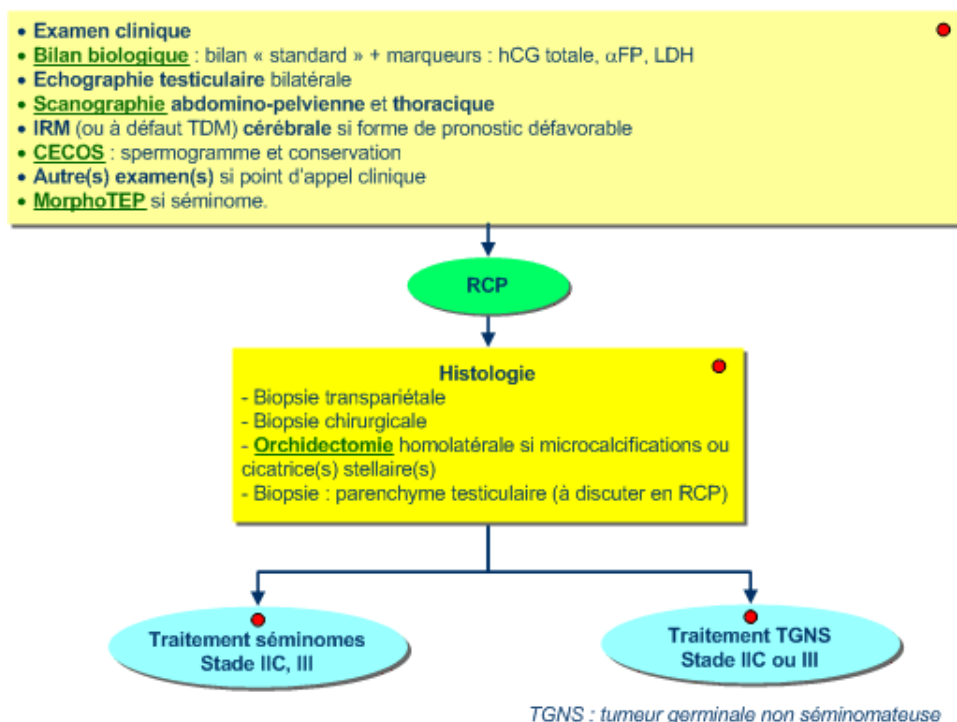 • Examen clinique
• Bilan biologique : bilan « standard » + marqueurs : hCG totale, αFP, LDH
• Echographie testiculaire bilatérale
• Scanographie abdomino-pelvienne et thoracique
• IRM (ou à défaut TDM) cérébrale si forme de pronostic défavorable
• CECOS : spermogramme et conservation
• Autre(s) examen(s) si point d'appel clinique
• MorphoTEP si séminome.
RCP
Histologie
- Biopsie transpariétale
- Biopsie chirurgicale
- Orchidectomie homolatérale si microcalcifications ou
cicatrice(s) stellaire(s)
- Biopsie : parenchyme testiculaire (à discuter en RCP)
Traitement séminomes
Stade IIC, III
Traitement TGNS
Stade IIC ou III
TGNS : tumeur germinale non séminomateuse